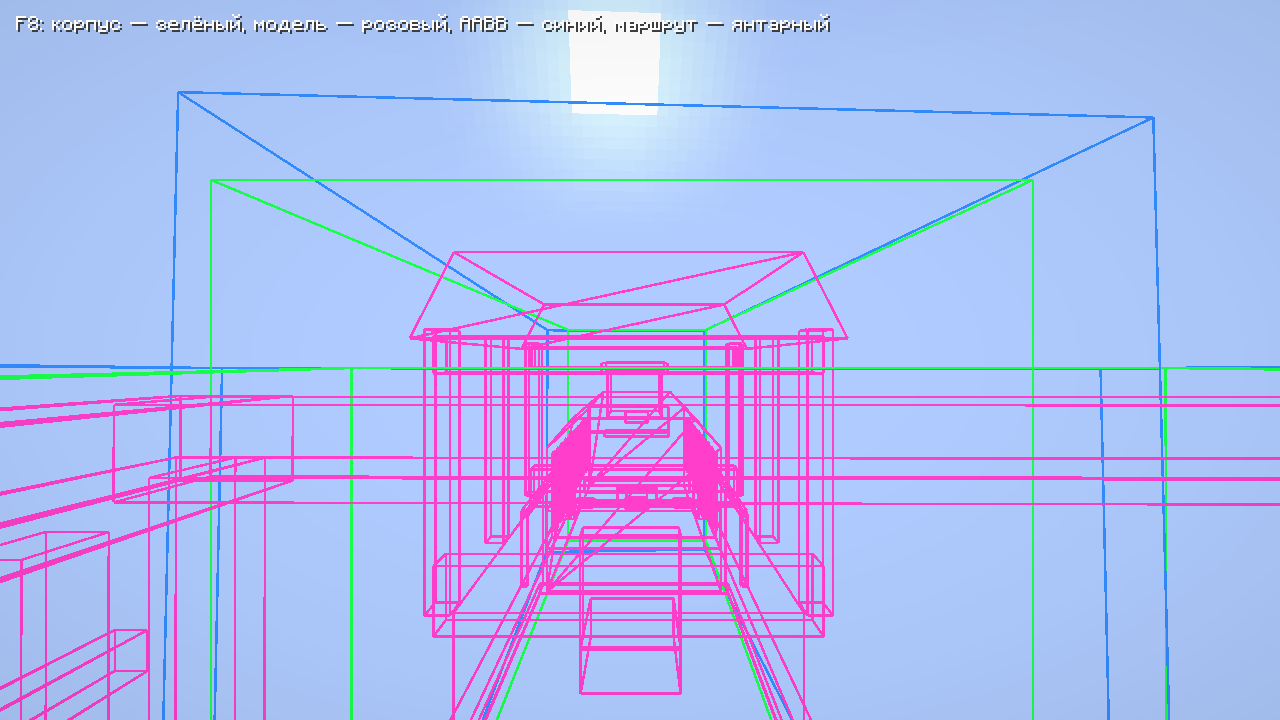 F8: корпус — зелёный, модель — розовый, AABB — синий, маршрут — янтарный